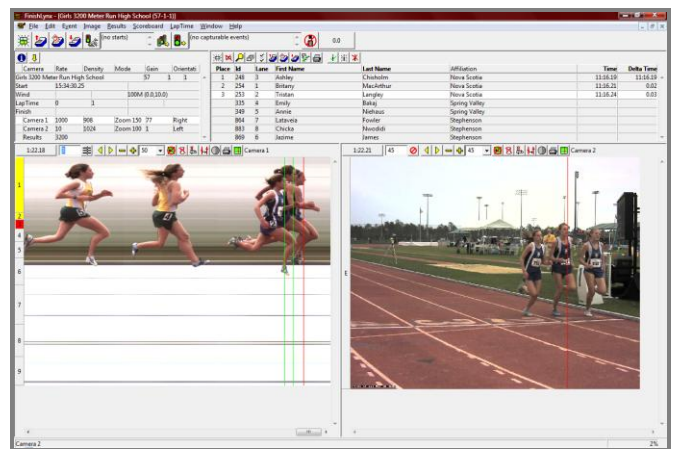 FinishLynx - [Girls 3200 Meter Run High School (57-1-1)]
File Edit Event Image Results Scoreboard LapTime Window Help
(no starts) (no capturable events) 0.0
Camera Rate Density Mode Gain Orientati
Girls 3200 Meter Run High School 57 1 1
Start 15:34:30.25
Wind 100M (0.0,10.0)
LapTime 0 1
Finish
Camera 1 1000 908 Zoom 150 77 Right
Camera 2 10 1024 Zoom 100 1 Left
Results 3200
Place Id Lane First Name Last Name Affiliation Time Delta Time
1 248 3 Ashley Chisholm Nova Scotia 11:16.19 11:16.19
2 254 1 Britany MacArthur Nova Scotia 11:16.21 0.02
3 253 2 Tristan Langley Nova Scotia 11:16.24 0.03
335 4 Emily Bakaj Spring Valley
349 5 Annie Niehaus Spring Valley
864 7 Lataveia Fowler Stephenson
883 8 Chicka Nwodidi Stephenson
869 6 Jazime James Stephenson
1:22.18 50 Camera 1
1:22.21 45 45 Camera 2
1
2
4
5
6
7
8
9
Camera 2 2%